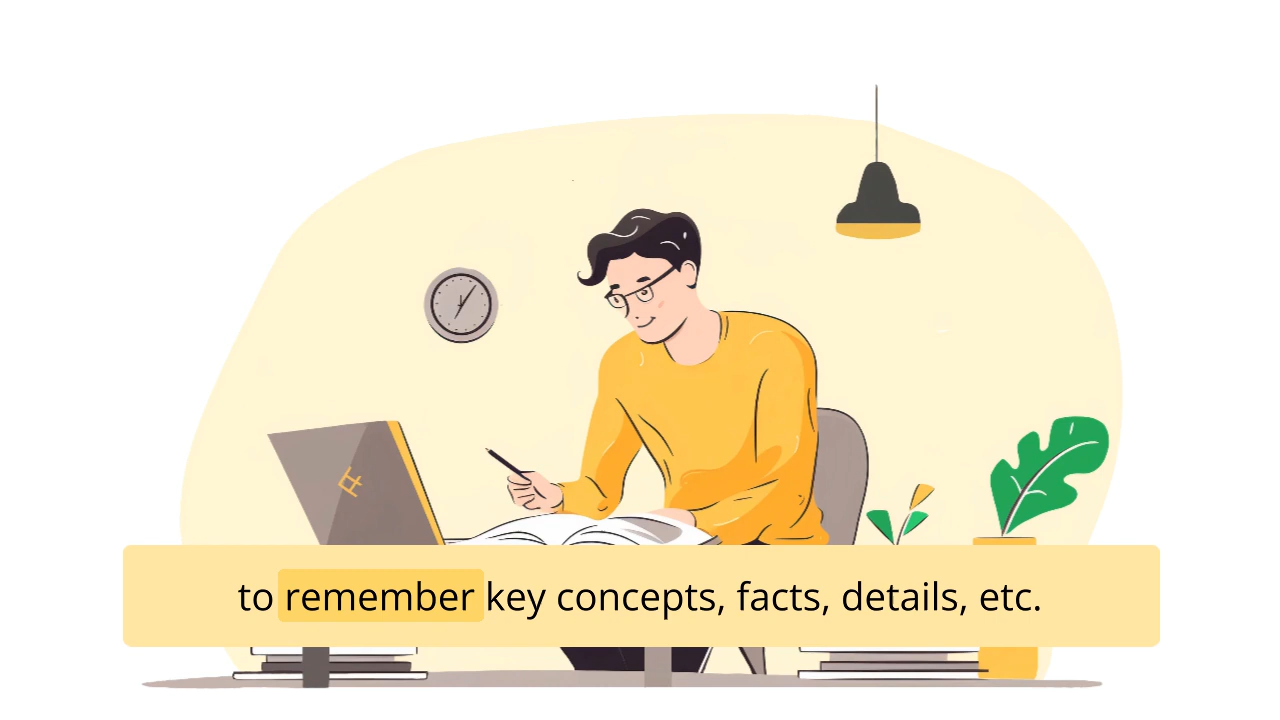 to remember key concepts, facts, details, etc.